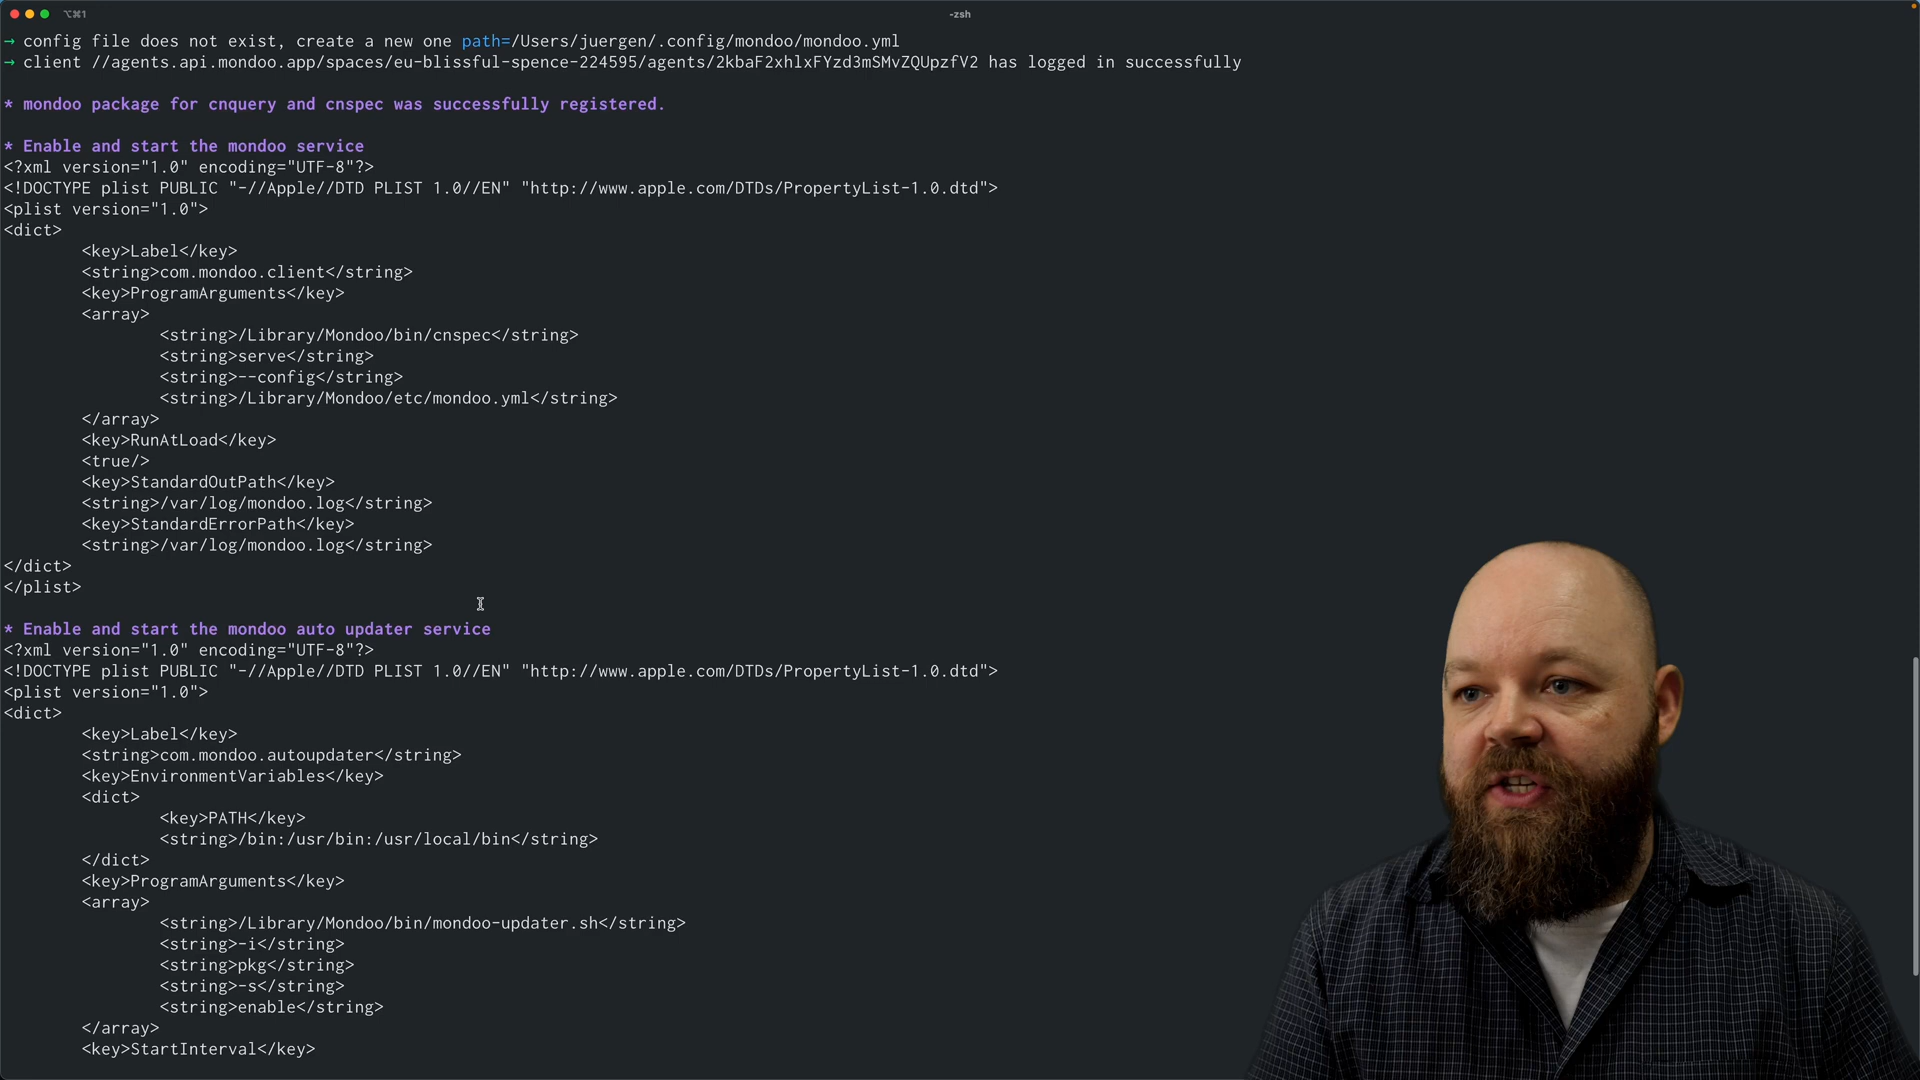 ⌥⌘1
-zsh
→ config file does not exist, create a new one path=/Users/juergen/.config/mondoo/mondoo.yml
→ client //agents.api.mondoo.app/spaces/eu-blissful-spence-224595/agents/2kbaF2xhlxFYzd3mSMvZQUpzfV2 has logged in successfully
* mondoo package for cnquery and cnspec was successfully registered.
* Enable and start the mondoo service
<?xml version="1.0" encoding="UTF-8"?>
<!DOCTYPE plist PUBLIC "-//Apple//DTD PLIST 1.0//EN" "http://www.apple.com/DTDs/PropertyList-1.0.dtd">
<plist version="1.0">
<dict>
<key>Label</key>
<string>com.mondoo.client</string>
<key>ProgramArguments</key>
<array>
<string>/Library/Mondoo/bin/cnspec</string>
<string>serve</string>
<string>--config</string>
<string>/Library/Mondoo/etc/mondoo.yml</string>
</array>
<key>RunAtLoad</key>
<true/>
<key>StandardOutPath</key>
<string>/var/log/mondoo.log</string>
<key>StandardErrorPath</key>
<string>/var/log/mondoo.log</string>
</dict>
</plist>
* Enable and start the mondoo auto updater service
<?xml version="1.0" encoding="UTF-8"?>
<!DOCTYPE plist PUBLIC "-//Apple//DTD PLIST 1.0//EN" "http://www.apple.com/DTDs/PropertyList-1.0.dtd">
<plist version="1.0">
<dict>
<key>Label</key>
<string>com.mondoo.autoupdater</string>
<key>EnvironmentVariables</key>
<dict>
<key>PATH</key>
<string>/bin:/usr/bin:/usr/local/bin</string>
</dict>
<key>ProgramArguments</key>
<array>
<string>/Library/Mondoo/bin/mondoo-updater.sh</string>
<string>-i</string>
<string>pkg</string>
<string>-s</string>
<string>enable</string>
</array>
<key>StartInterval</key>